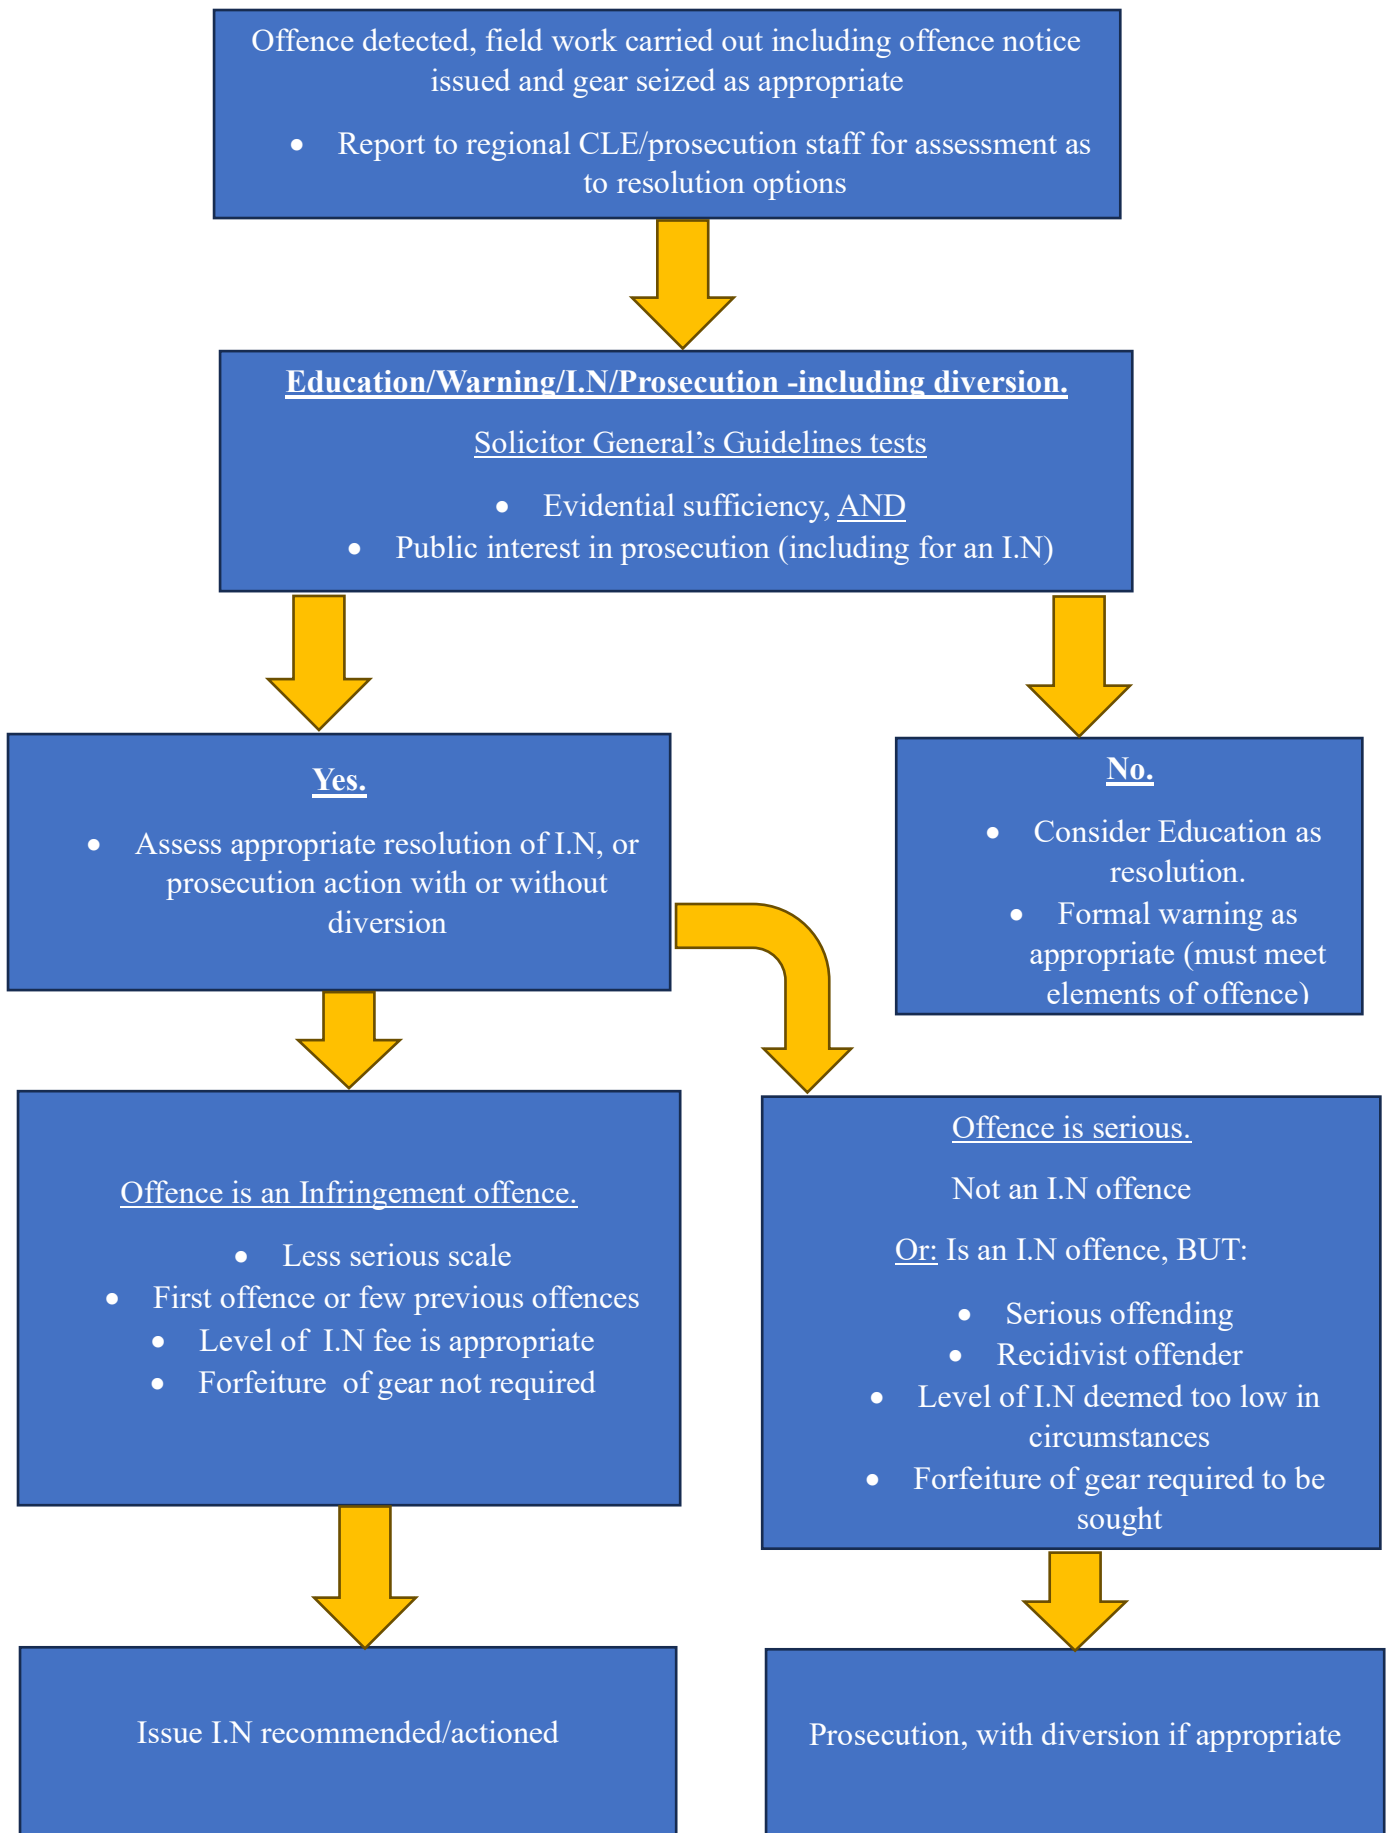 Offence detected, field work carried out including offence notice
issued and gear seized as appropriate
• Report to regional CLE/prosecution staff for assessment as
to resolution options
Education/Warning/I.N/Prosecution -including diversion.
Solicitor General’s Guidelines tests
• Evidential sufficiency, AND
• Public interest in prosecution (including for an I.N)
Yes.
• Assess appropriate resolution of I.N, or
prosecution action with or without
diversion
No.
• Consider Education as
resolution.
• Formal warning as
appropriate (must meet
elements of offence)
Offence is an Infringement offence.
• Less serious scale
• First offence or few previous offences
• Level of I.N fee is appropriate
• Forfeiture of gear not required
Offence is serious.
Not an I.N offence
Or: Is an I.N offence, BUT:
• Serious offending
• Recidivist offender
• Level of I.N deemed too low in
circumstances
• Forfeiture of gear required to be
sought
Issue I.N recommended/actioned
Prosecution, with diversion if appropriate